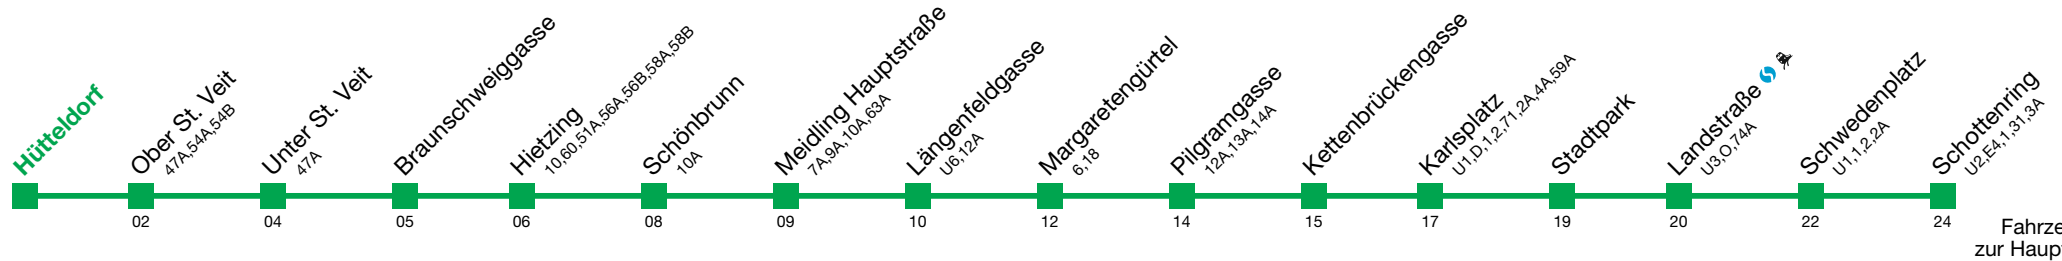 Hütteldorf
Ober St. Veit
47A,54A,54B
Unter St. Veit
47A
Braunschweiggasse
Hietzing
10,60,51A,56A,56B,58A,58B
Schönbrunn
10A
Meidling Hauptstraße
7A,9A,10A,63A
Längenfeldgasse
U6,12A
Margaretengürtel
6,18
Pilgramgasse
12A,13A,14A
Kettenbrückengasse
Karlsplatz
U1,D,1,2,71,2A,4A,59A
Stadtpark
Landstraße
U3,O,74A
Schwedenplatz
U1,1,2,2A
Schottenring
U2,E4,1,31,3A
02 04 05 06 08 09 10 12 14 15 17 19 20 22 24
Fahrze
zur Haup